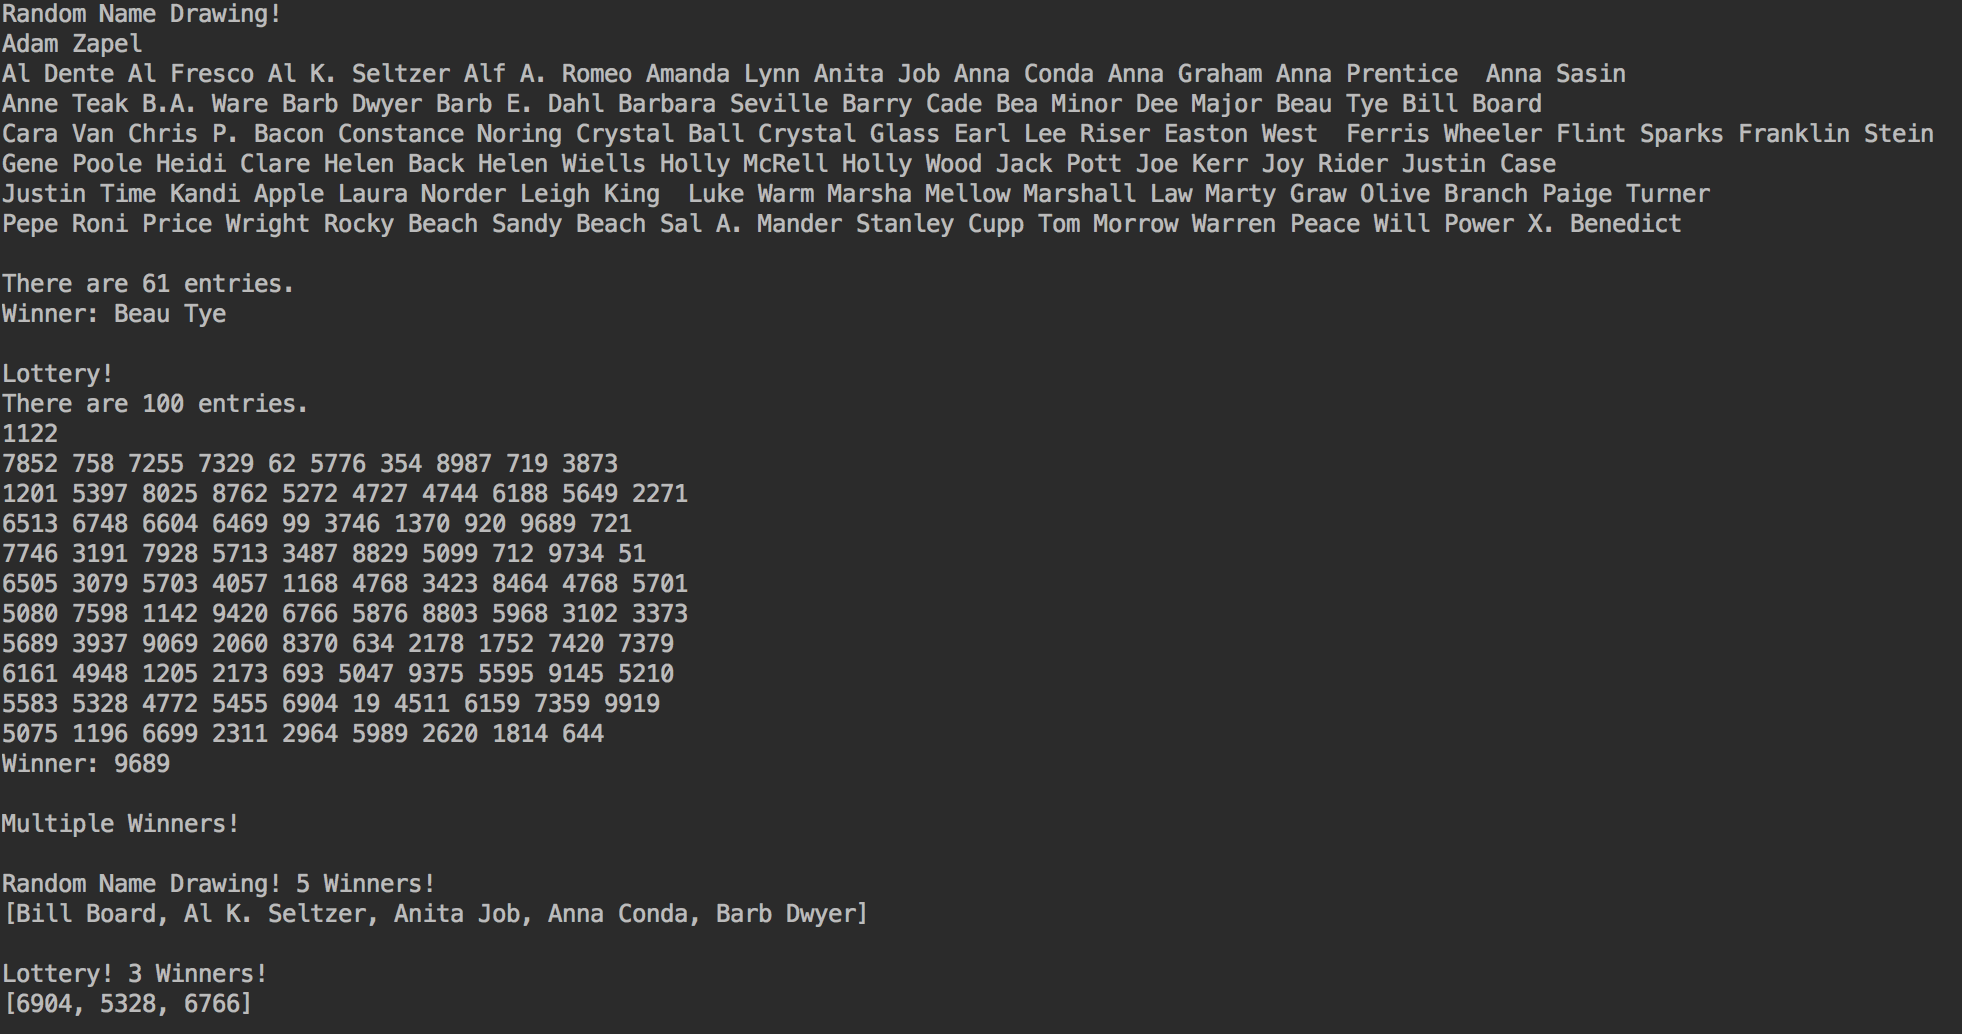 Random Name Drawing!
Adam Zapel
Al Dente Al Fresco Al K. Seltzer Alf A. Romeo Amanda Lynn Anita Job Anna Conda Anna Graham Anna Prentice  Anna Sasin
Anne Teak B.A. Ware Barb Dwyer Barb E. Dahl Barbara Seville Barry Cade Bea Minor Dee Major Beau Tye Bill Board
Cara Van Chris P. Bacon Constance Noring Crystal Ball Crystal Glass Earl Lee Riser Easton West  Ferris Wheeler Flint Sparks Franklin Stein
Gene Poole Heidi Clare Helen Back Helen Wiells Holly McRell Holly Wood Jack Pott Joe Kerr Joy Rider Justin Case
Justin Time Kandi Apple Laura Norder Leigh King  Luke Warm Marsha Mellow Marshall Law Marty Graw Olive Branch Paige Turner
Pepe Roni Price Wright Rocky Beach Sandy Beach Sal A. Mander Stanley Cupp Tom Morrow Warren Peace Will Power X. Benedict
There are 61 entries.
Winner: Beau Tye
Lottery!
There are 100 entries.
1122
7852 758 7255 7329 62 5776 354 8987 719 3873
1201 5397 8025 8762 5272 4727 4744 6188 5649 2271
6513 6748 6604 6469 99 3746 1370 920 9689 721
7746 3191 7928 5713 3487 8829 5099 712 9734 51
6505 3079 5703 4057 1168 4768 3423 8464 4768 5701
5080 7598 1142 9420 6766 5876 8803 5968 3102 3373
5689 3937 9069 2060 8370 634 2178 1752 7420 7379
6161 4948 1205 2173 693 5047 9375 5595 9145 5210
5583 5328 4772 5455 6904 19 4511 6159 7359 9919
5075 1196 6699 2311 2964 5989 2620 1814 644
Winner: 9689
Multiple Winners!
Random Name Drawing! 5 Winners!
[Bill Board, Al K. Seltzer, Anita Job, Anna Conda, Barb Dwyer]
Lottery! 3 Winners!
[6904, 5328, 6766]